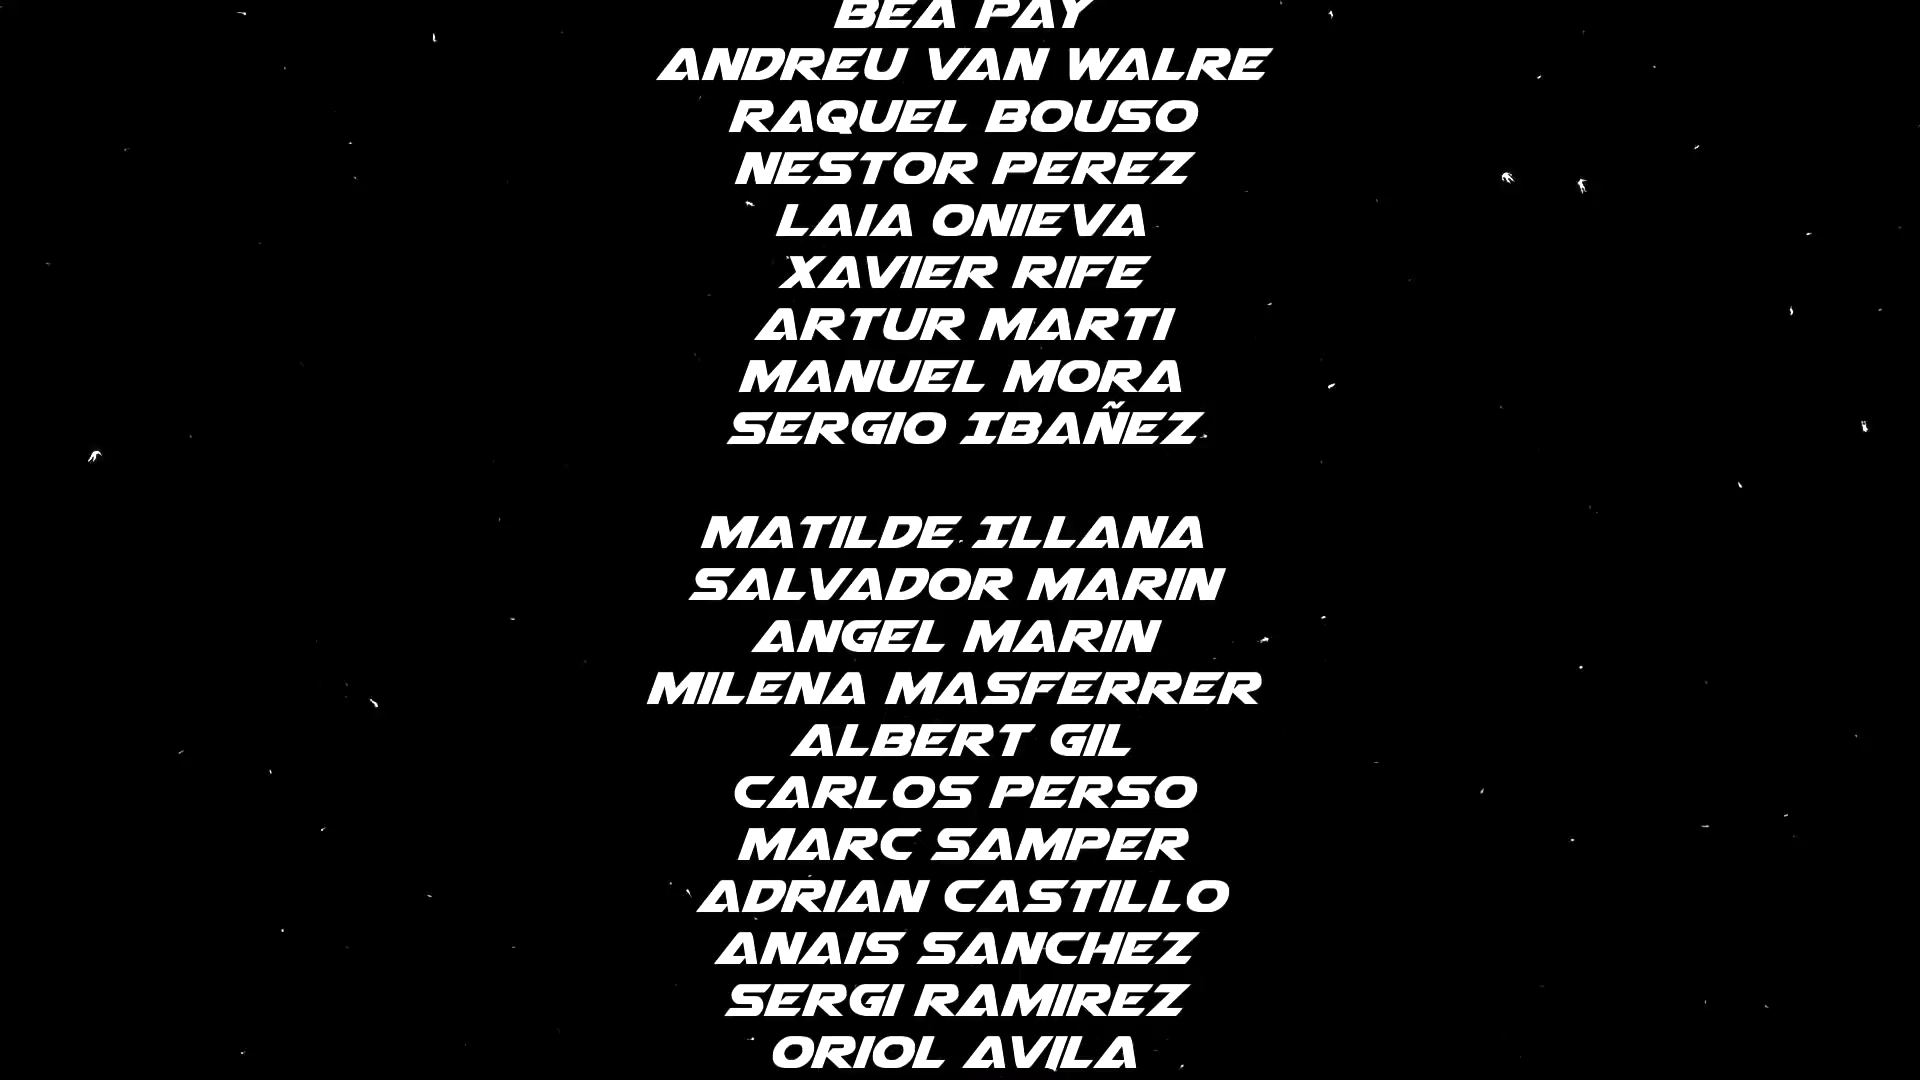 BEA PAY
ANDREU VAN WALRE
RAQUEL BOUSO
NESTOR PEREZ
LAIA ONIEVA
XAVIER RIFE
ARTUR MARTI
MANUEL MORA
SERGIO IBAÑEZ
MATILDE ILLANA
SALVADOR MARIN
ANGEL MARIN
MILENA MASFERRER
ALBERT GIL
CARLOS PERSO
MARC SAMPER
ADRIAN CASTILLO
ANAIS SANCHEZ
SERGI RAMIREZ
ORIOL AVILA